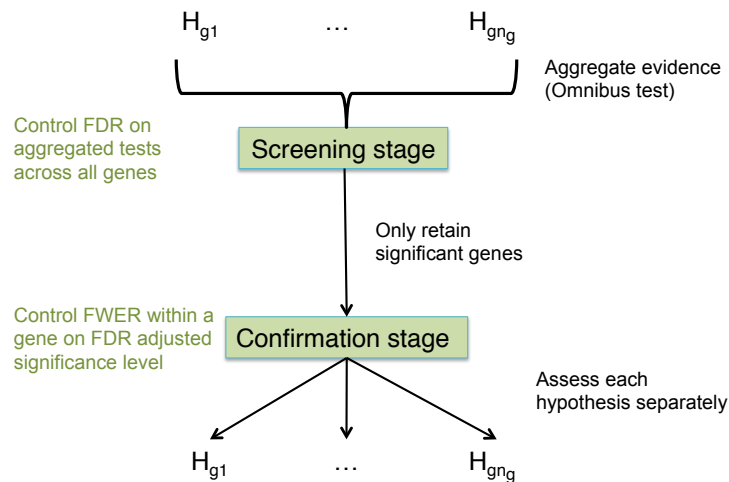 Hg1 … Hgng
Aggregate evidence
(Omnibus test)
Control FDR on
aggregated tests
across all genes
Screening stage
Only retain
significant genes
Control FWER within a
gene on FDR adjusted
significance level
Confirmation stage
Assess each
hypothesis separately
Hg1 … Hgng